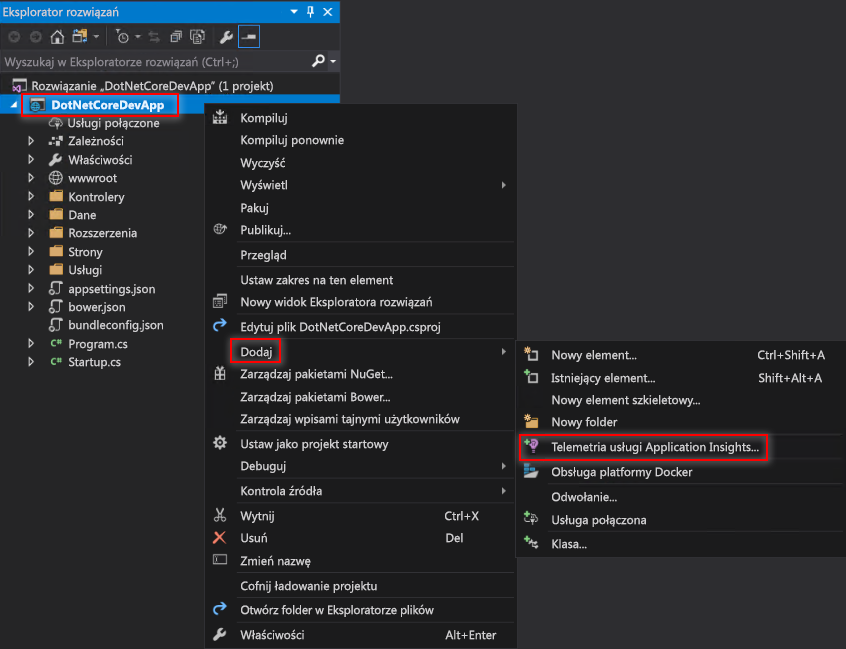 Eksplorator rozwiązań
Wyszukaj w Eksploratorze rozwiązań (Ctrl+;)
Rozwiązanie „DotNetCoreDevApp” (1 projekt)
DotNetCoreDevApp
Usługi połączone
Zależności
Właściwości
wwwroot
Kontrolery
Dane
Rozszerzenia
Strony
Usługi
appsettings.json
bower.json
bundleconfig.json
C# Program.cs
C# Startup.cs
Kompiluj
Kompiluj ponownie
Wyczyść
Wyświetl
Pakuj
Publikuj...
Przegląd
Ustaw zakres na ten element
Nowy widok Eksploratora rozwiązań
Edytuj plik DotNetCoreDevApp.csproj
Dodaj
Zarządzaj pakietami NuGet...
Zarządzaj pakietami Bower...
Zarządzaj wpisami tajnymi użytkowników
Ustaw jako projekt startowy
Debuguj
Kontrola źródła
Wytnij Ctrl+X
Usuń Del
Zmień nazwę
Cofnij ładowanie projektu
Otwórz folder w Eksploratorze plików
Właściwości Alt+Enter
Nowy element... Ctrl+Shift+A
Istniejący element... Shift+Alt+A
Nowy element szkieletowy...
Nowy folder
Telemetria usługi Application Insights...
Obsługa platformy Docker
Odwołanie...
Usługa połączona
Klasa...